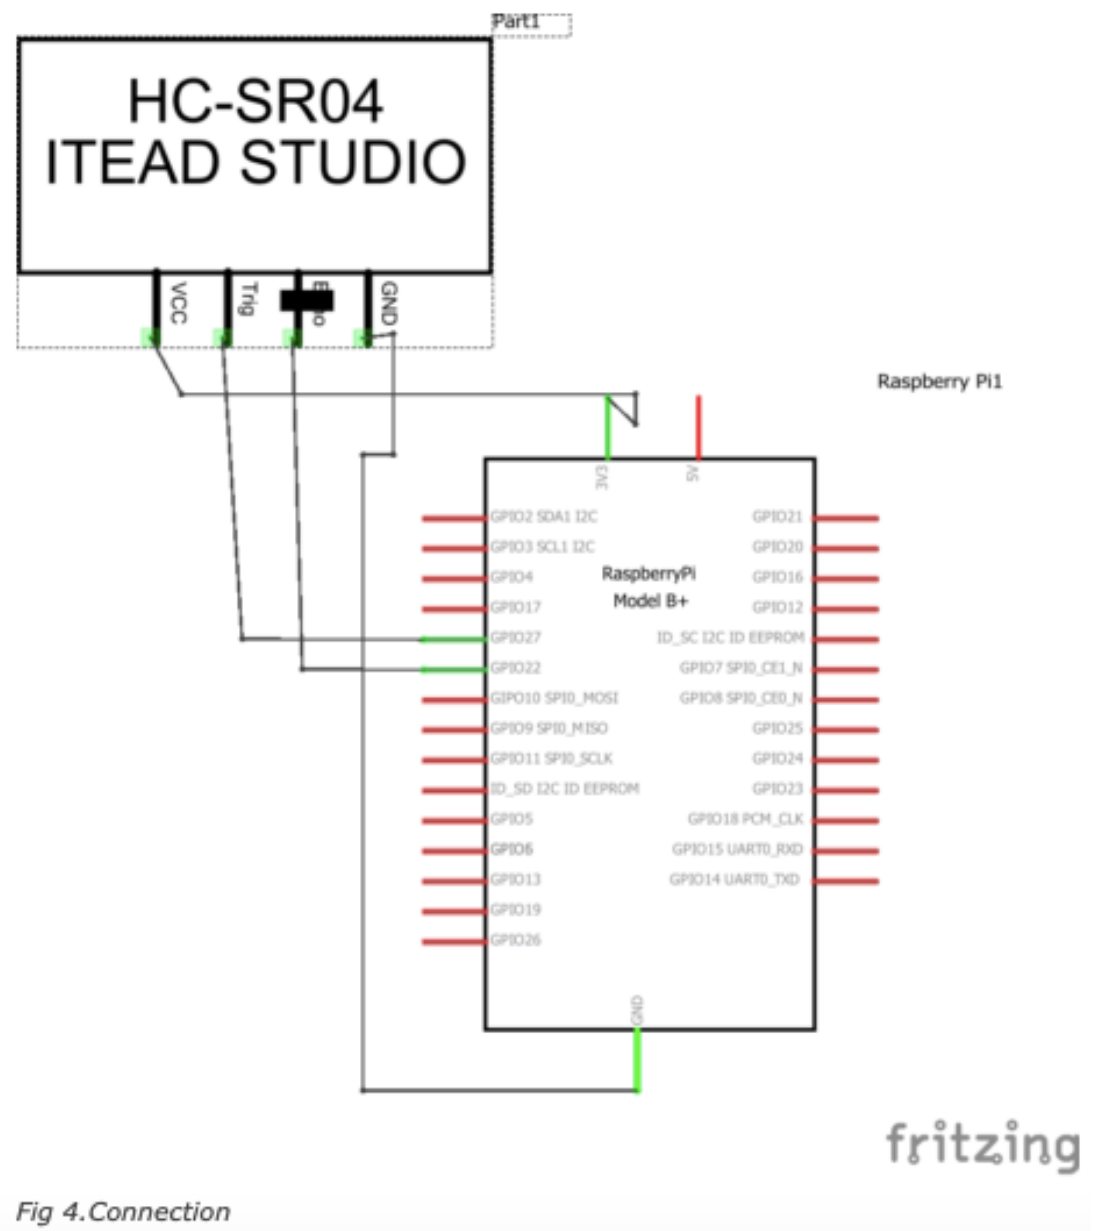 Part1
HC-SR04
ITEAD STUDIO
VCC
Trig
GND
Raspberry Pi1
3V3
5V
GPIO2 SDA1 I2C
GPIO3 SCL1 I2C
GPIO4
GPIO17
GPIO27
GPIO22
GIPO10 SPI0_MOSI
GPIO9 SPI0_MISO
GPIO11 SPI0_SCLK
ID_SD I2C ID EEPROM
GPIO5
GPIO6
GPIO13
GPIO19
GPIO26
RaspberryPi
Model B+
GPIO21
GPIO20
GPIO16
GPIO12
ID_SC I2C ID EEPROM
GPIO7 SPI0_CE1_N
GPIO8 SPI0_CE0_N
GPIO25
GPIO24
GPIO23
GPIO18 PCM_CLK
GPIO15 UART0_RXD
GPIO14 UART0_TXD
GND
fritzing
Fig 4.Connection